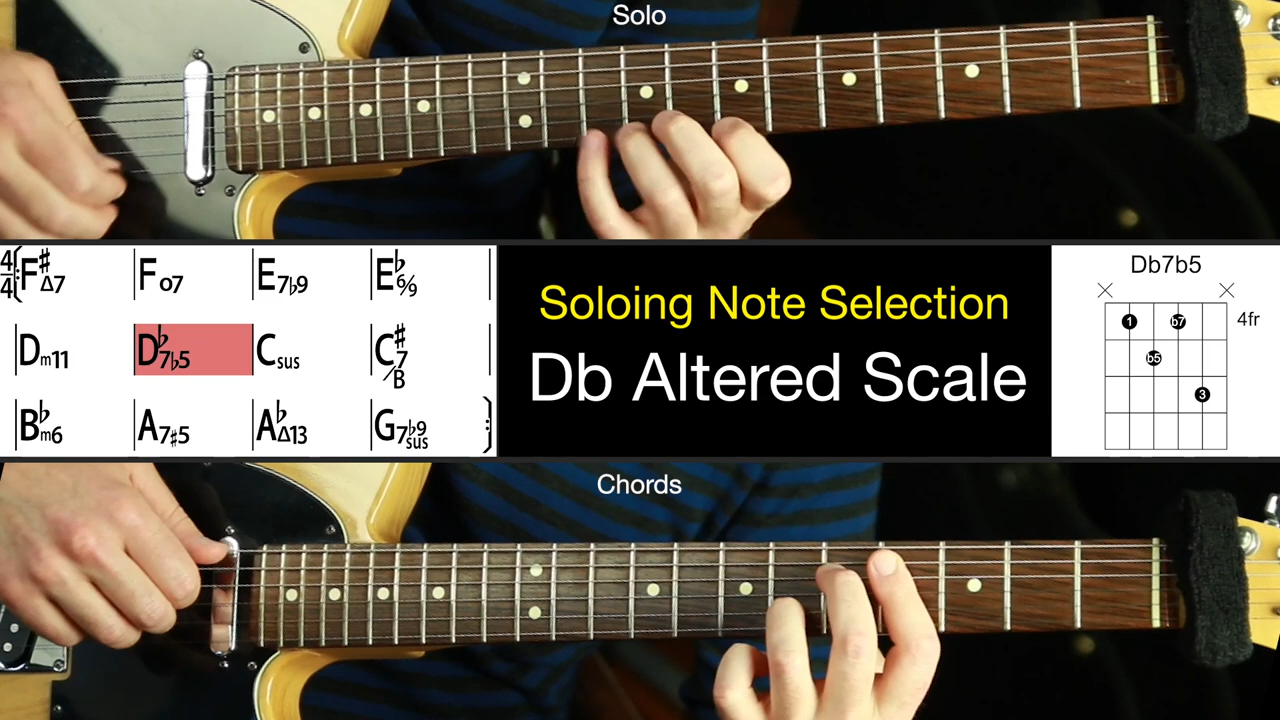 Solo
4/4 F#Δ7 Fo7 E7b9 Eb6/9
Dm11 Db7b5 Csus C#7/B
Bbm6 A7#5 AbΔ13 G7b9sus
Soloing Note Selection
Db Altered Scale
Db7b5
X X
1 b7 4fr
b5
3
Chords